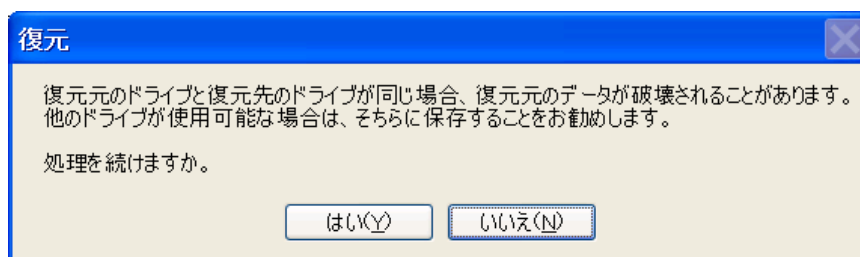 復元
復元元のドライブと復元先のドライブが同じ場合、復元元のデータが破壊されることがあります。
他のドライブが使用可能な場合は、そちらに保存することをお勧めします。
処理を続けますか。
はい(Y)
いいえ(N)